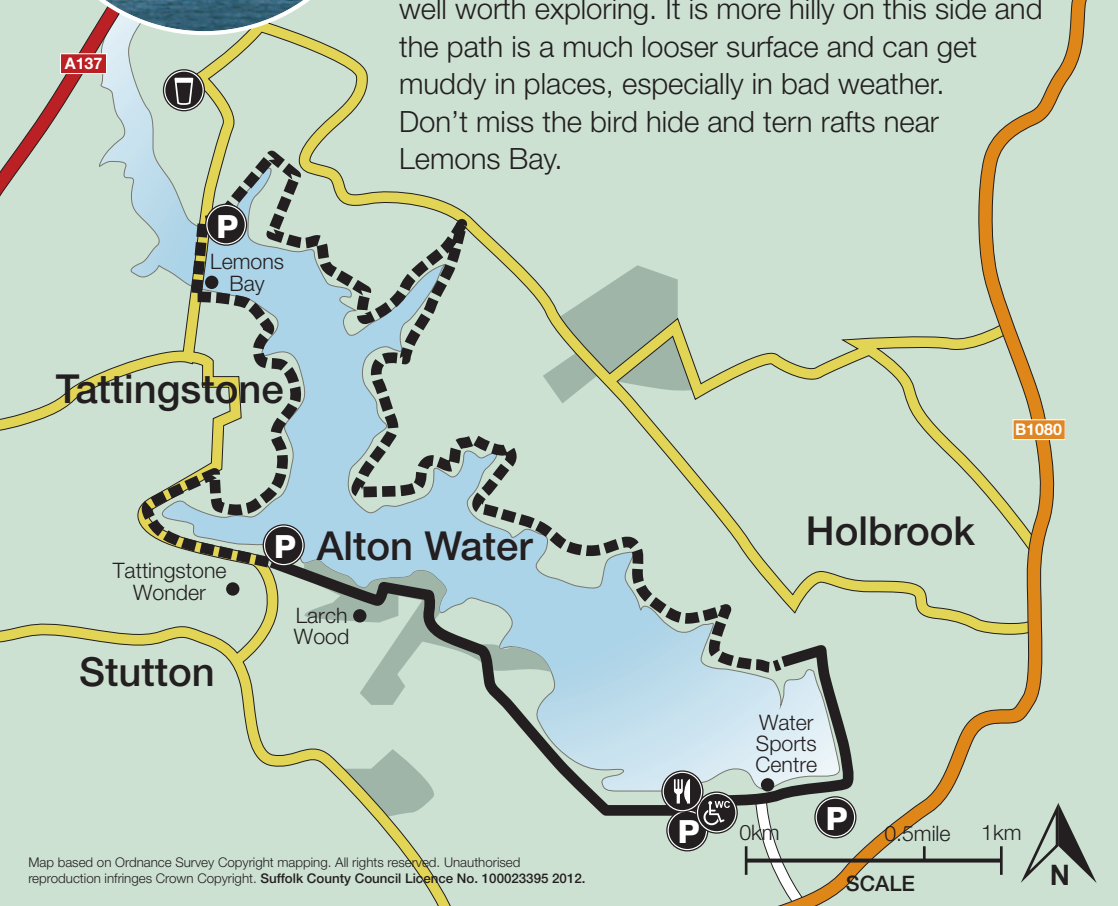 well worth exploring. It is more hilly on this side and
the path is a much looser surface and can get
muddy in places, especially in bad weather.
Don’t miss the bird hide and tern rafts near
Lemons Bay.
A137
P
Lemons
Bay
Tattingstone
B1080
P
Alton Water
Holbrook
Tattingstone
Wonder
Larch
Wood
Stutton
Water
Sports
Centre
WC
P
P
0km
0.5mile
1km
SCALE
N
Map based on Ordnance Survey Copyright mapping. All rights reserved. Unauthorised
reproduction infringes Crown Copyright. Suffolk County Council Licence No. 100023395 2012.